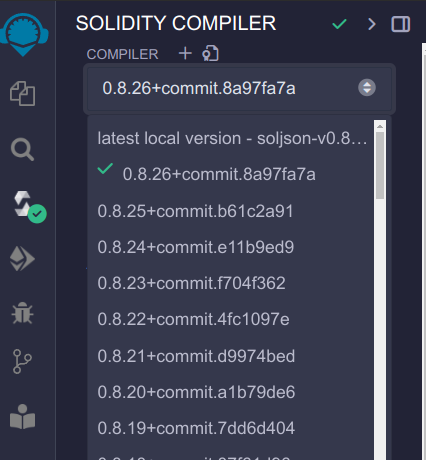 SOLIDITY COMPILER
COMPILER
0.8.26+commit.8a97fa7a
latest local version - soljson-v0.8...
0.8.26+commit.8a97fa7a
0.8.25+commit.b61c2a91
0.8.24+commit.e11b9ed9
0.8.23+commit.f704f362
0.8.22+commit.4fc1097e
0.8.21+commit.d9974bed
0.8.20+commit.a1b79de6
0.8.19+commit.7dd6d404